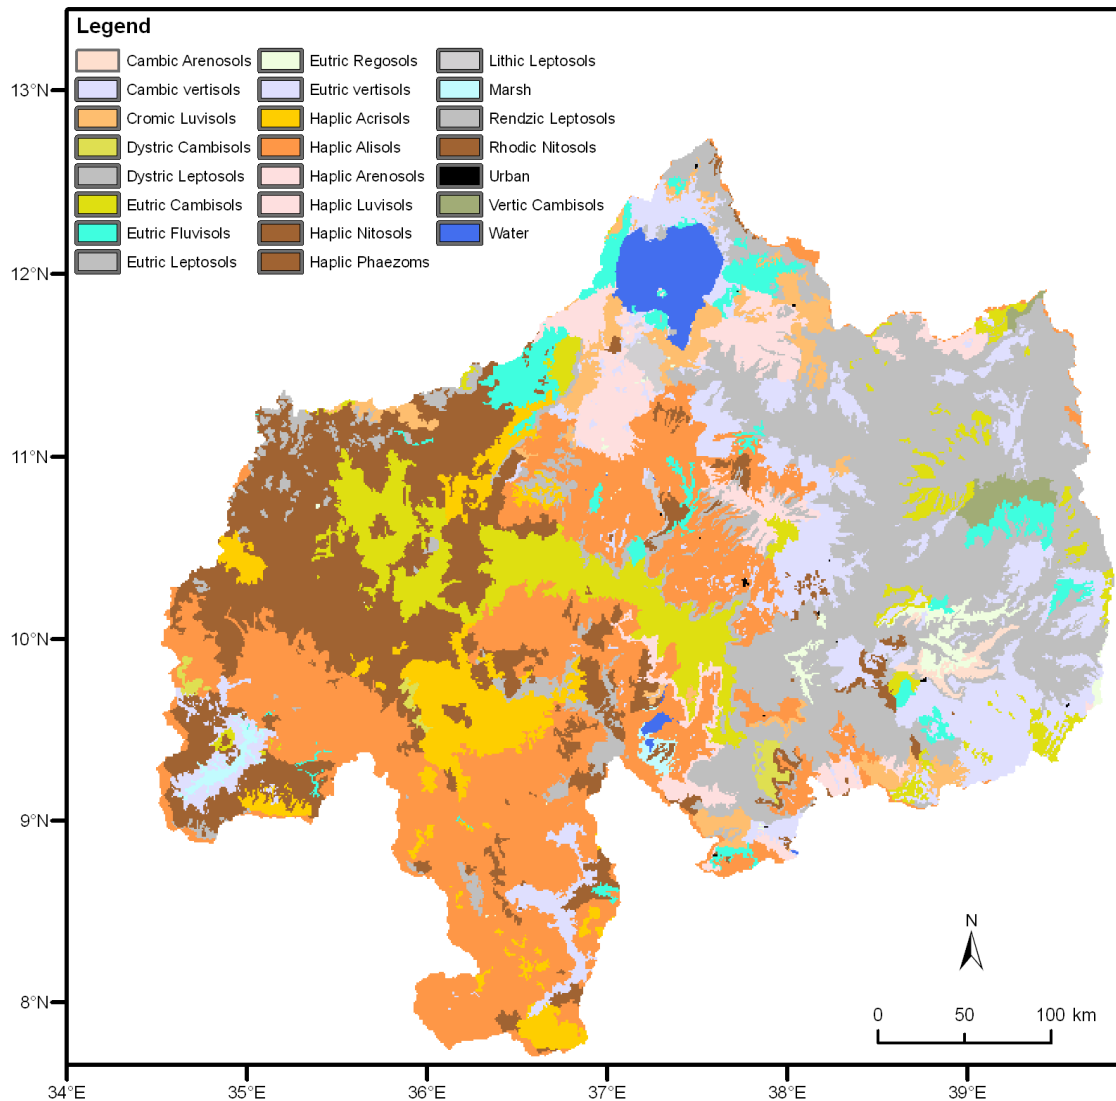 Legend
Cambic Arenosols
Cambic vertisols
Cromic Luvisols
Dystric Cambisols
Dystric Leptosols
Eutric Cambisols
Eutric Fluvisols
Eutric Leptosols
Eutric Regosols
Eutric vertisols
Haplic Acrisols
Haplic Alisols
Haplic Arenosols
Haplic Luvisols
Haplic Nitosols
Haplic Phaezoms
Lithic Leptosols
Marsh
Rendzic Leptosols
Rhodic Nitosols
Urban
Vertic Cambisols
Water
13°N
12°N
11°N
10°N
9°N
8°N
N
0 50 100 km
34°E 35°E 36°E 37°E 38°E 39°E